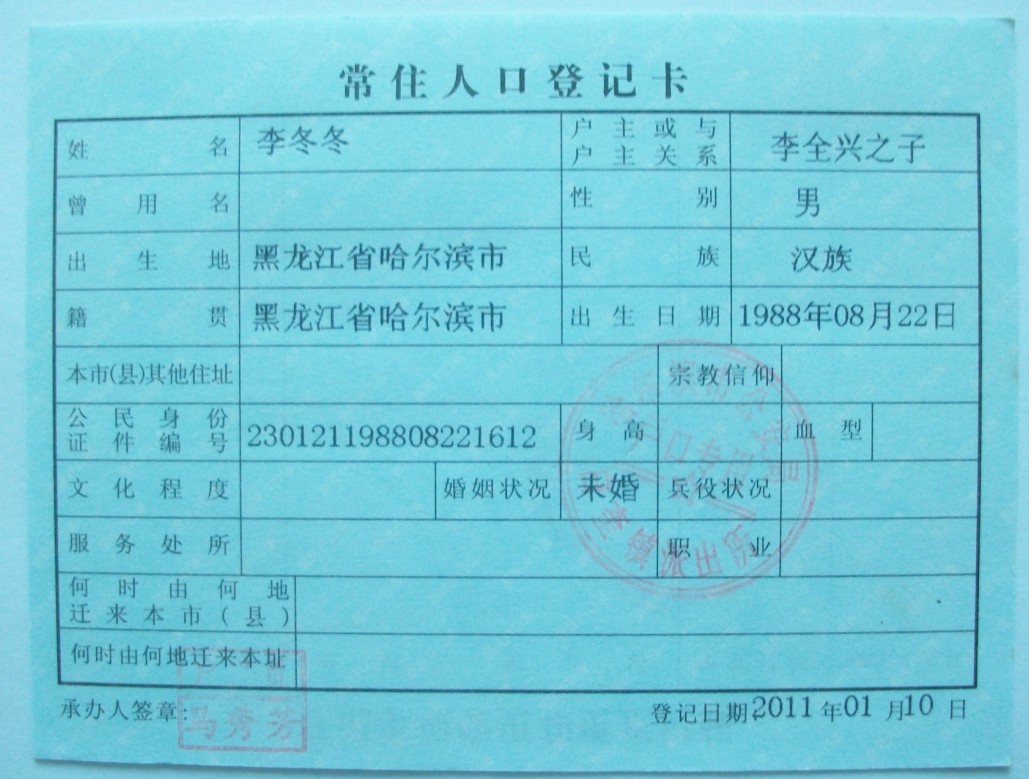 常住人口登记卡
姓名 李冬冬 户主或与户主关系 李全兴之子
曾用名 性别 男
出生地 黑龙江省哈尔滨市 民族 汉族
籍贯 黑龙江省哈尔滨市 出生日期 1988年08月22日
本市(县)其他住址 宗教信仰
公民身份证件编号 230121198808221612 身高 血型
文化程度 婚姻状况 未婚 兵役状况
服务处所 职业
何时由何地迁来本市(县)
何时由何地迁来本址
承办人签章: 马秀芳 登记日期:2011年01月10日